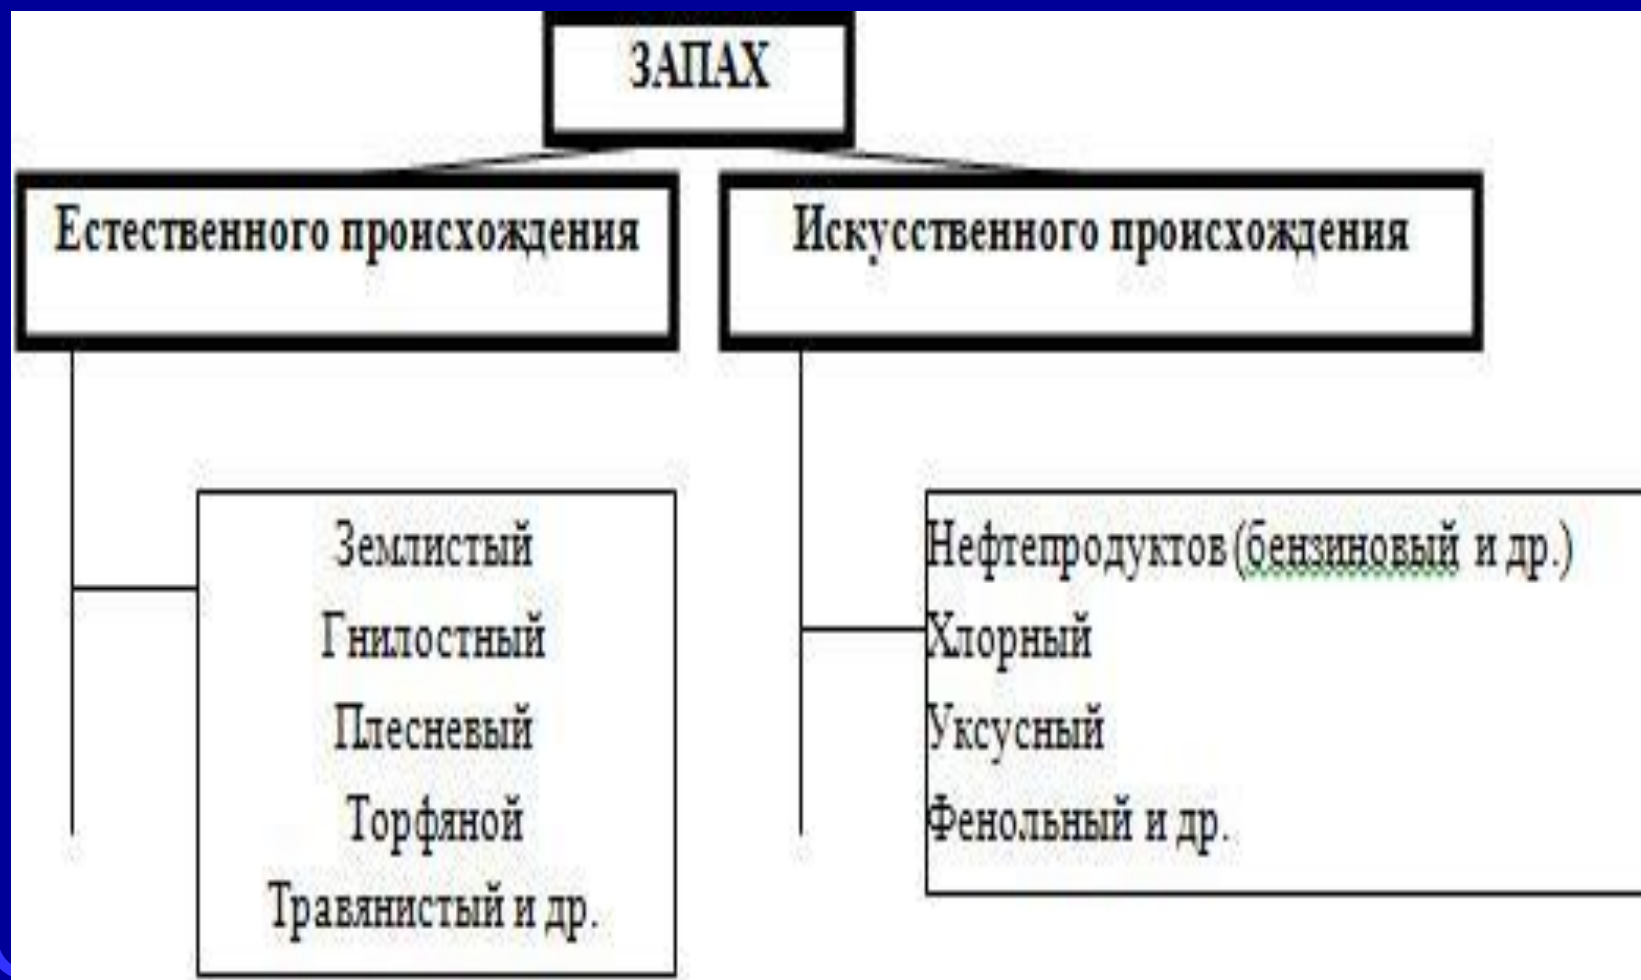 ЗАПАХ
Естественного происхождения
Искусственного происхождения
Землистый
Гнилостный
Плесневый
Торфяной
Травянистый и др.
Нефтепродуктов (бензиновый и др.)
Хлорный
Уксусный
Фенольный и др.